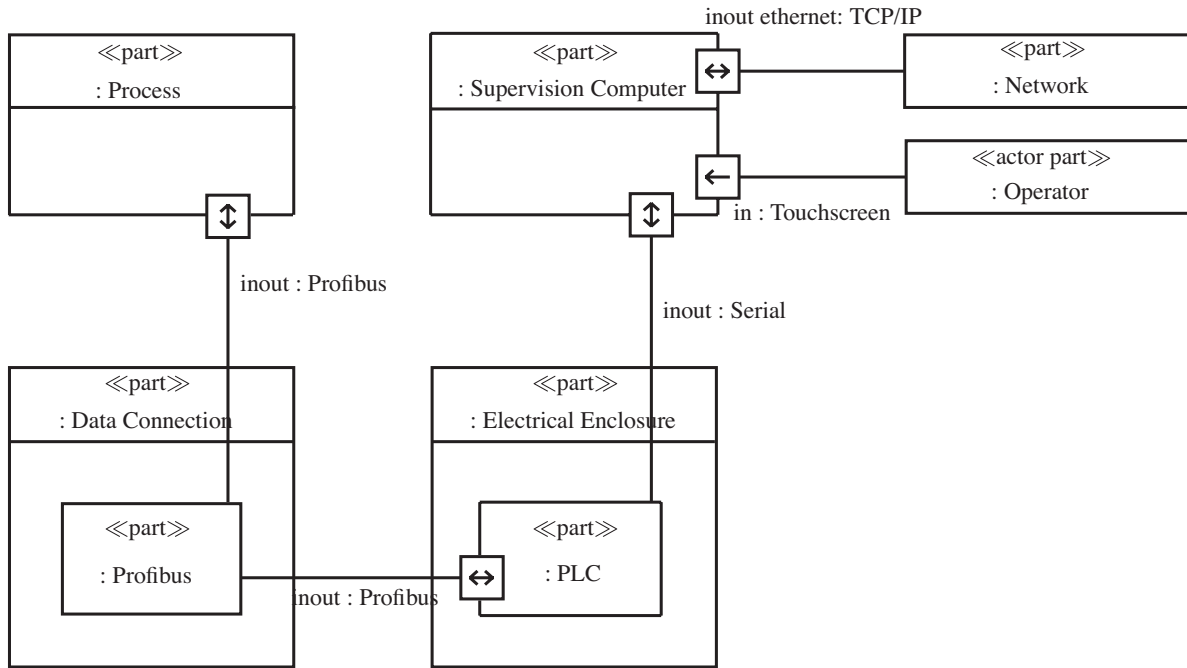 inout ethernet: TCP/IP
≪part≫
: Process
≪part≫
: Supervision Computer
≪part≫
: Network
≪actor part≫
: Operator
in : Touchscreen
inout : Profibus
inout : Serial
≪part≫
: Data Connection
≪part≫
: Electrical Enclosure
≪part≫
: Profibus
≪part≫
: PLC
inout : Profibus